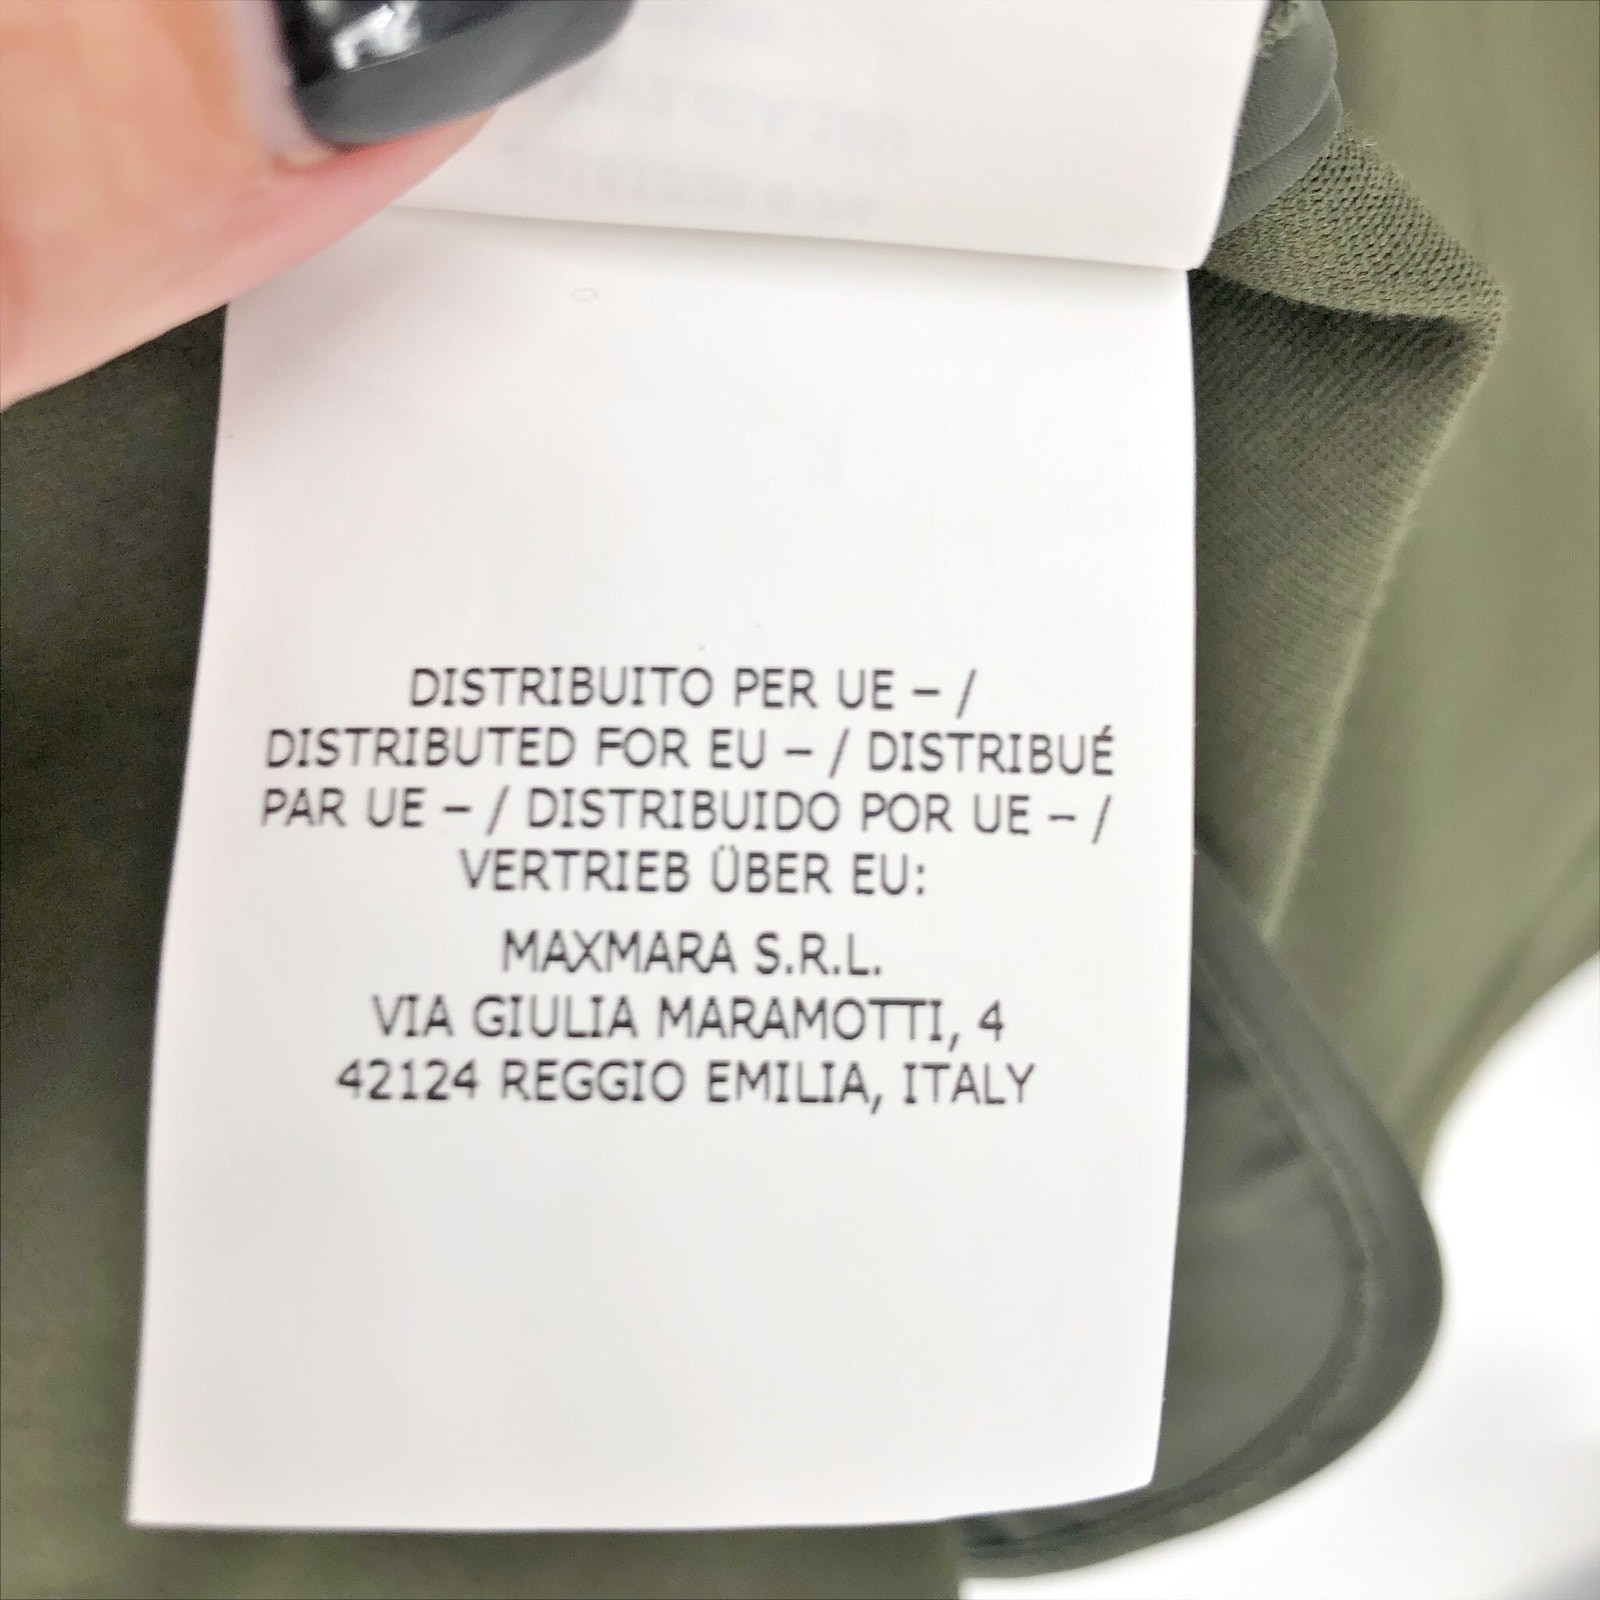 DISTRIBUITO PER UE – /
DISTRIBUTED FOR EU – / DISTRIBUÉ
PAR UE – / DISTRIBUIDO POR UE – /
VERTRIEB ÜBER EU:
MAXMARA S.R.L.
VIA GIULIA MARAMOTTI, 4
42124 REGGIO EMILIA, ITALY